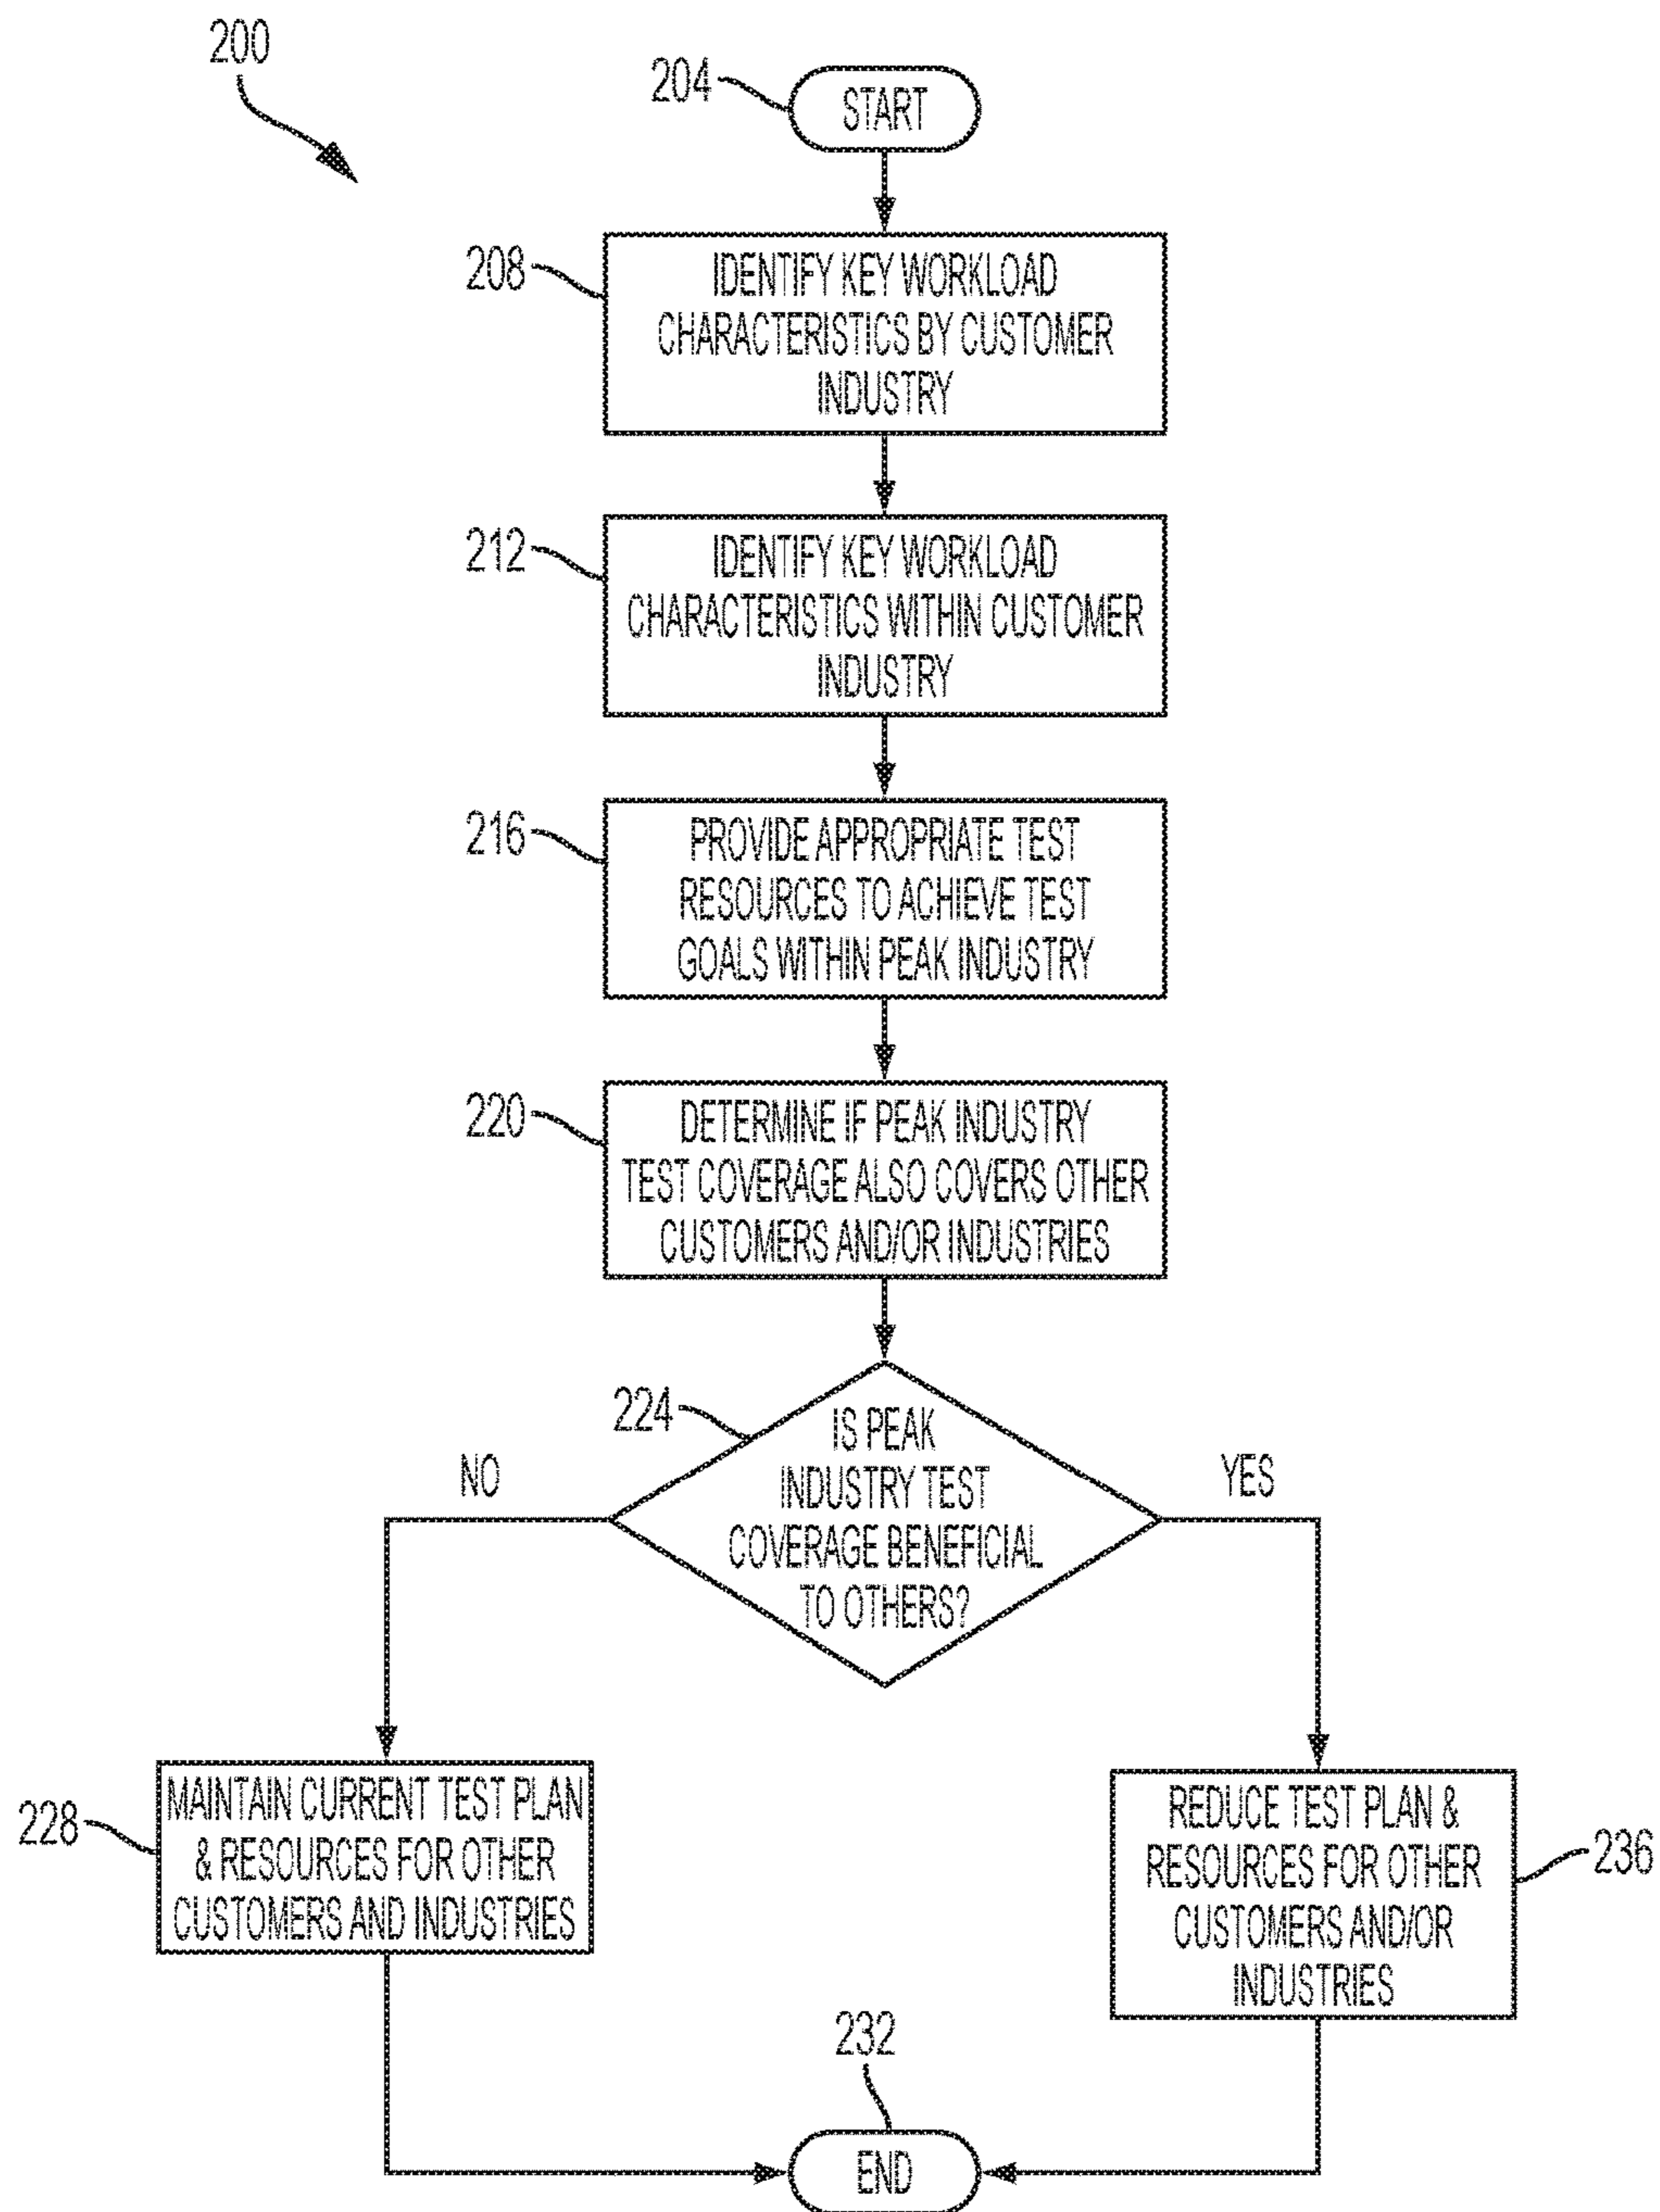 200
204
START
208
IDENTIFY KEY WORKLOAD
CHARACTERISTICS BY CUSTOMER
INDUSTRY
212
IDENTIFY KEY WORKLOAD
CHARACTERISTICS WITHIN CUSTOMER
INDUSTRY
216
PROVIDE APPROPRIATE TEST
RESOURCES TO ACHIEVE TEST
GOALS WITHIN PEAK INDUSTRY
220
DETERMINE IF PEAK INDUSTRY
TEST COVERAGE ALSO COVERS OTHER
CUSTOMERS AND/OR INDUSTRIES
224
IS PEAK
INDUSTRY TEST
COVERAGE BENEFICIAL
TO OTHERS?
NO
YES
228
MAINTAIN CURRENT TEST PLAN
& RESOURCES FOR OTHER
CUSTOMERS AND INDUSTRIES
REDUCE TEST PLAN &
RESOURCES FOR OTHER
CUSTOMERS AND/OR
INDUSTRIES
236
232
END